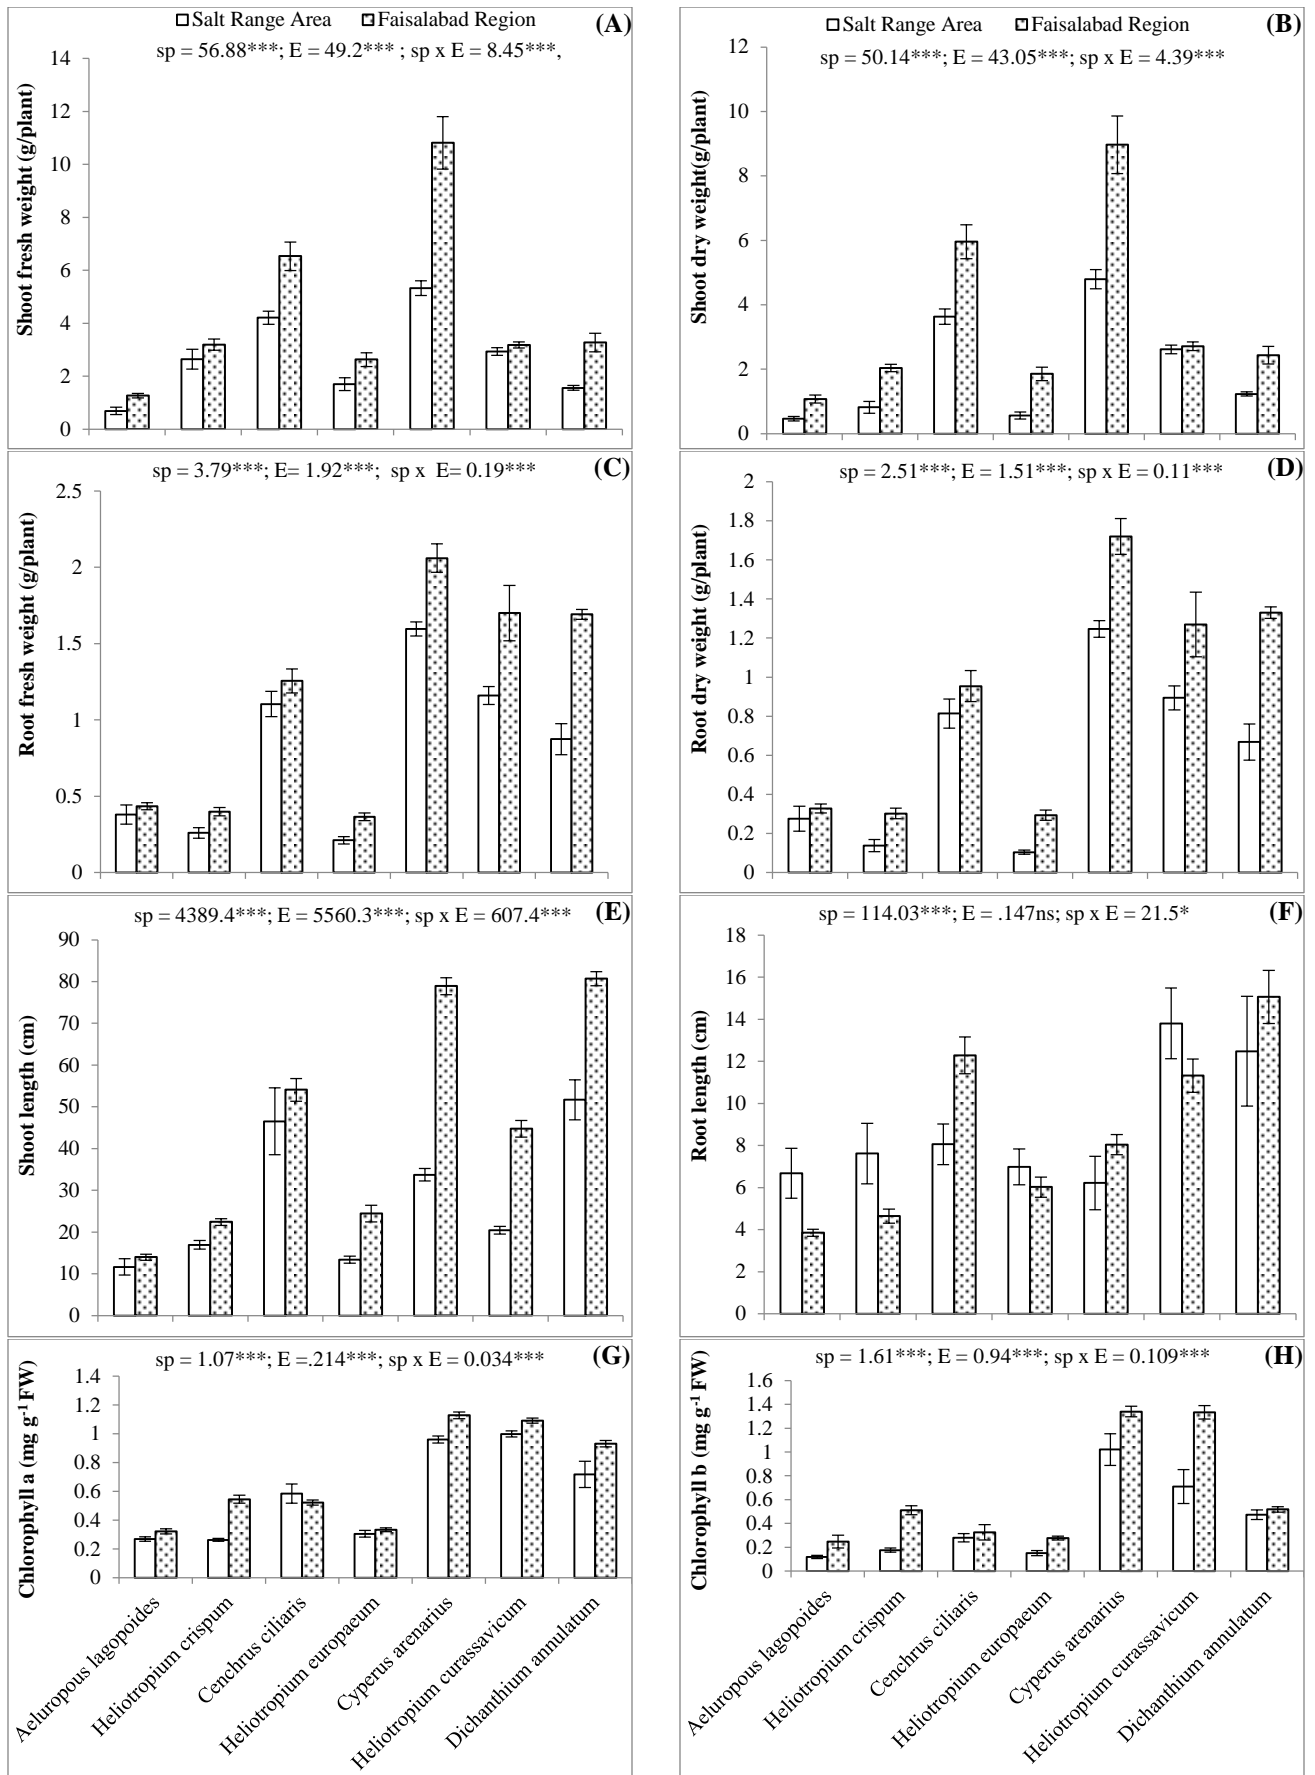 Salt Range Area Faisalabad Region (A)
sp = 56.88***; E = 49.2*** ; sp x E = 8.45***,
Shoot fresh weight (g/plant)
14
12
10
8
6
4
2
0
Salt Range Area Faisalabad Region (B)
sp = 50.14***; E = 43.05***; sp x E = 4.39***
Shoot dry weight(g/plant)
12
10
8
6
4
2
0
sp = 3.79***; E= 1.92***; sp x E= 0.19*** (C)
Root fresh weight (g/plant)
2.5
2
1.5
1
0.5
0
sp = 2.51***; E = 1.51***; sp x E = 0.11*** (D)
Root dry weight (g/plant)
2
1.8
1.6
1.4
1.2
1
0.8
0.6
0.4
0.2
0
sp = 4389.4***; E = 5560.3***; sp x E = 607.4*** (E)
Shoot length (cm)
90
80
70
60
50
40
30
20
10
0
sp = 114.03***; E = .147ns; sp x E = 21.5* (F)
Root length (cm)
18
16
14
12
10
8
6
4
2
0
sp = 1.07***; E =.214***; sp x E = 0.034*** (G)
Chlorophyll a (mg g-1 FW)
1.4
1.2
1
0.8
0.6
0.4
0.2
0
Aeluropous lagopoides
Heliotropium crispum
Cenchrus ciliaris
Heliotropium europaeum
Cyperus arenarius
Heliotropium curassavicum
Dichanthium annulatum
sp = 1.61***; E = 0.94***; sp x E = 0.109*** (H)
Chlorophyll b (mg g-1 FW)
1.6
1.4
1.2
1
0.8
0.6
0.4
0.2
0
Aeluropous lagopoides
Heliotropium crispum
Cenchrus ciliaris
Heliotropium europaeum
Cyperus arenarius
Heliotropium curassavicum
Dichanthium annulatum